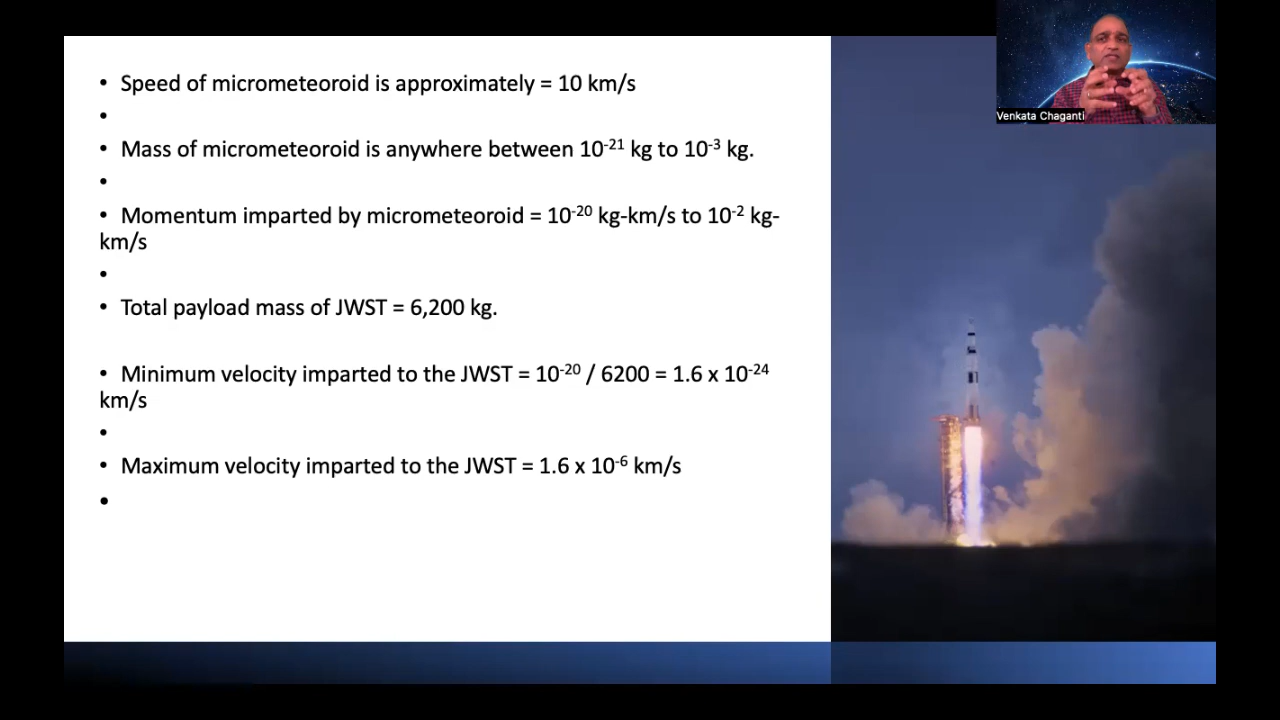 • Speed of micrometeoroid is approximately = 10 km/s
•
• Mass of micrometeoroid is anywhere between 10⁻²¹ kg to 10⁻³ kg.
•
• Momentum imparted by micrometeoroid = 10⁻²⁰ kg-km/s to 10⁻² kg-
km/s
•
• Total payload mass of JWST = 6,200 kg.
• Minimum velocity imparted to the JWST = 10⁻²⁰ / 6200 = 1.6 x 10⁻²⁴
km/s
•
• Maximum velocity imparted to the JWST = 1.6 x 10⁻⁶ km/s
•
Venkata Chaganti